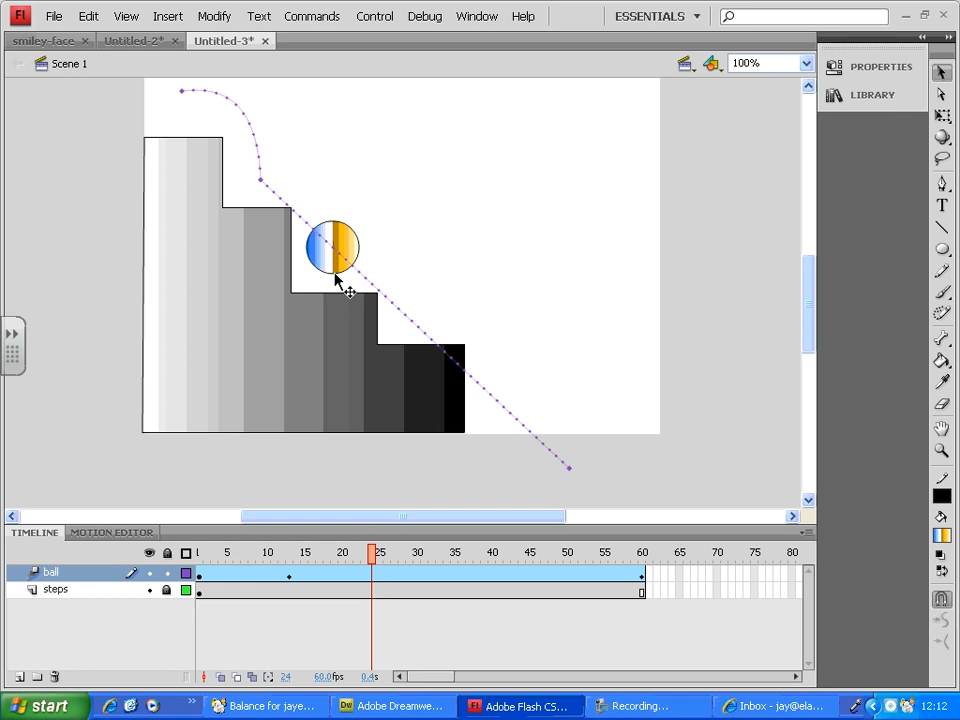 Fl File Edit View Insert Modify Text Commands Control Debug Window Help ESSENTIALS
smiley-face × Untitled-2* × Untitled-3* ×
Scene 1 100%
PROPERTIES
LIBRARY
T
TIMELINE MOTION EDITOR
1 5 10 15 20 25 30 35 40 45 50 55 60 65 70 75 80
ball
steps
24 60.0fps 0.4s
start Balance for jaye... Adobe Dreamwe... Adobe Flash CS... Recording... Inbox - jay@ela... 12:12